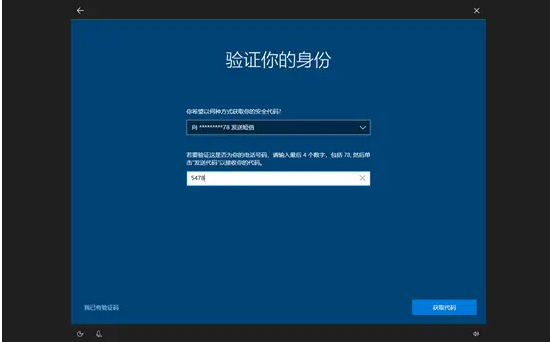 验证你的身份
你希望以何种方式获取你的安全代码?
向 *********78 发送短信
若要验证这是否为你的电话号码，请输入最后 4 个数字，包括 78, 然后单
击"发送代码"以接收你的代码。
5478
我已有验证码
获取代码